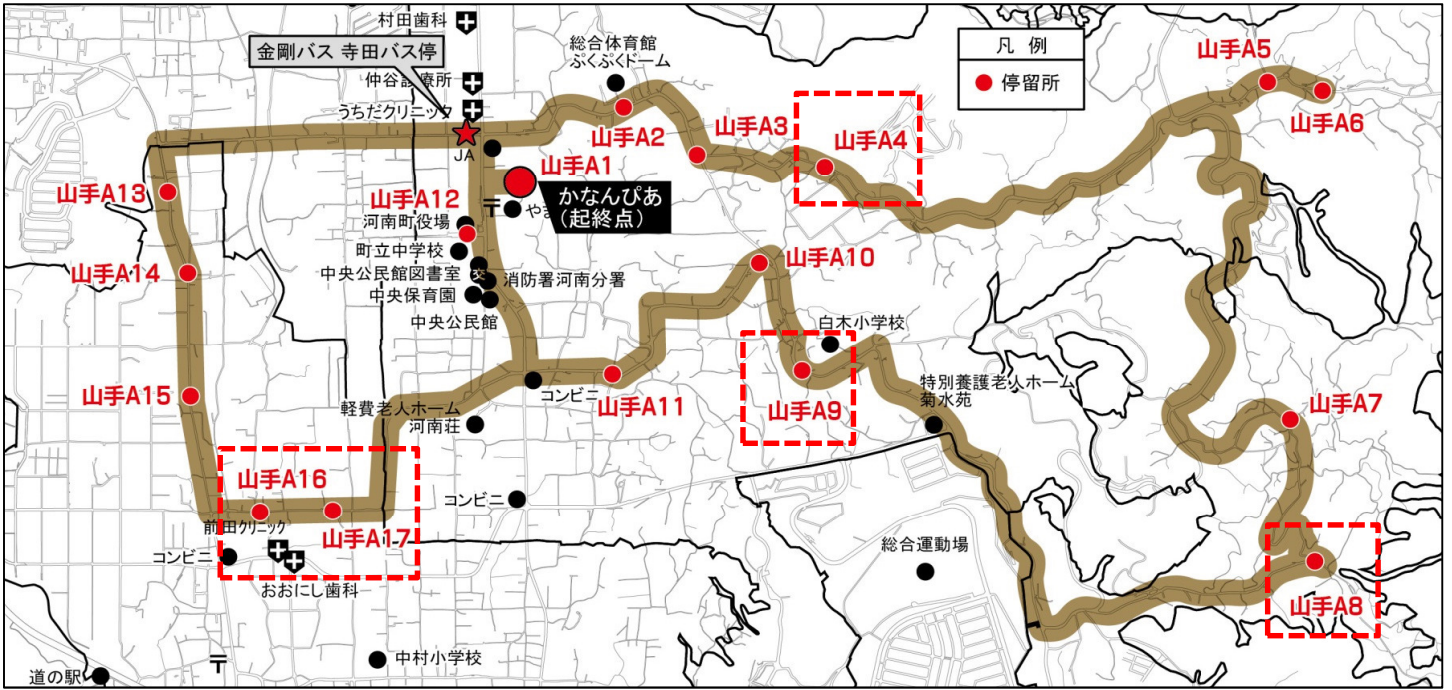 村田歯科
金剛バス 寺田バス停
仲谷診療所
うちだクリニック
総合体育館
ぷくぷくドーム
凡 例
停留所
山手A5
山手A6
山手A2
山手A3
山手A4
JA
山手A1
かなんぴあ
(起終点)
〒
山手A13
山手A12
河南町役場
町立中学校
中央公民館図書室
交
消防署河南分署
中央保育園
中央公民館
山手A14
山手A10
白木小学校
山手A15
コンビニ
山手A11
山手A9
特別養護老人ホーム
菊水苑
山手A7
軽費老人ホーム
河南荘
山手A16
前田クリニック
山手A17
コンビニ
コンビニ
おおにし歯科
総合運動場
山手A8
〒
中村小学校
道の駅